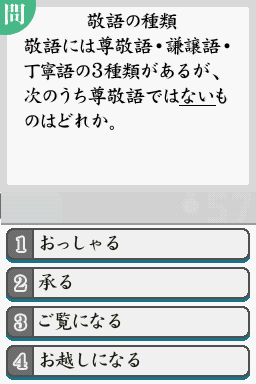 問
敬語の種類
敬語には尊敬語・謙譲語・
丁寧語の3種類があるが、
次のうち尊敬語ではないも
のはどれか。
1 おっしゃる
2 承る
3 ご覧になる
4 お越しになる